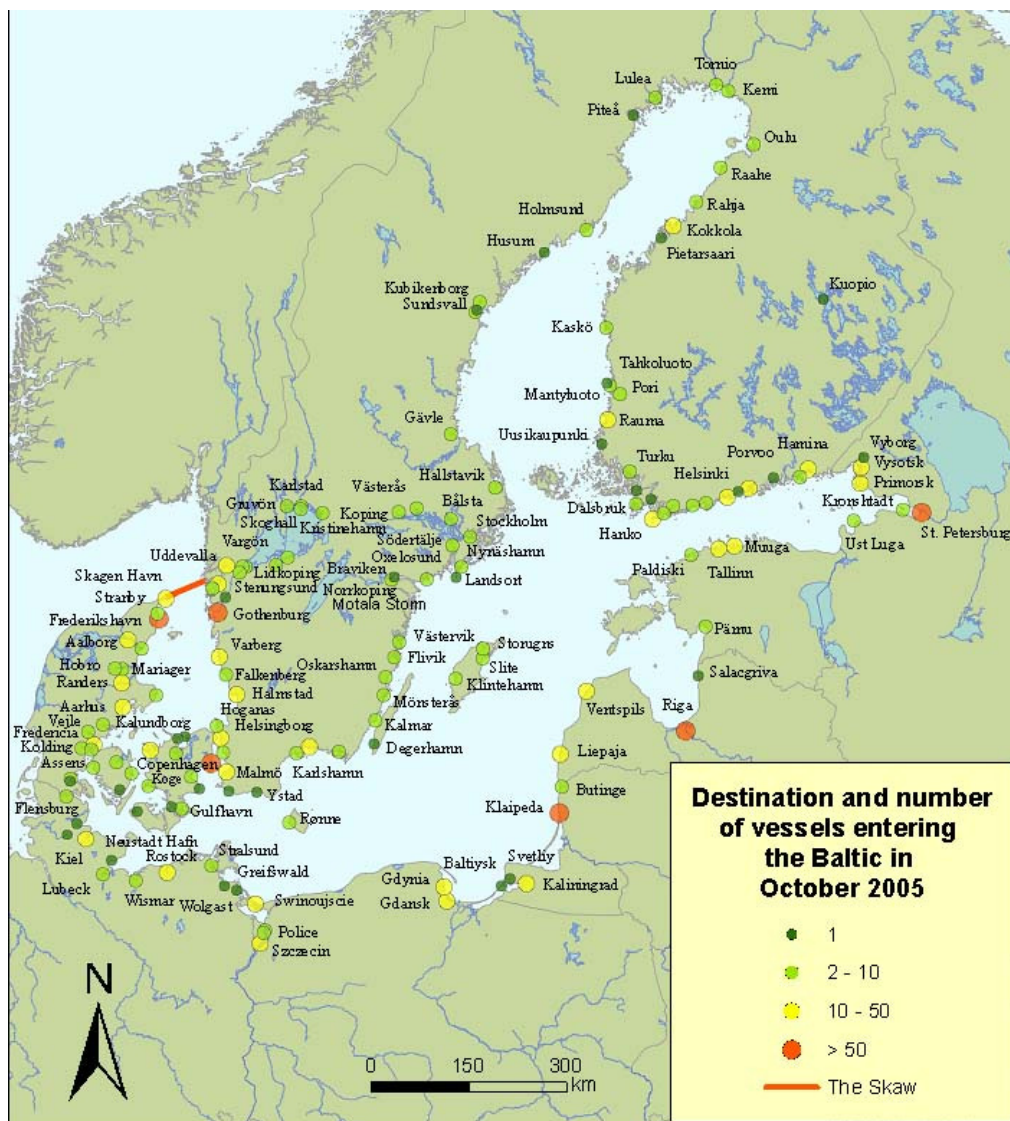 Tornio
Lulea
Kemi
Piteå
Oulu
Raahe
Rahja
Holmsund
Kokkola
Husum
Pietarsaari
Kubikenborg
Sundsvall
Kuopio
Kaskö
Tahkoluoto
Mantyluoto
Pori
Rauma
Gävle
Uusikaupunki
Hamina
Vyborg
Porvoo
Turku
Helsinki
Vysotsk
Hallstavik
Primorsk
Karlstad
Västerås
Bålsta
Kronshtadt
Gruvön
Koping
Dalsbruk
Skoghall
Kristinehamn
Stockholm
Hanko
St. Petersburg
Vargön
Södertälje
Ust Luga
Uddevalla
Oxelosund
Nynäshamn
Muuga
Skagen Havn
Lidkoping
Braviken
Landsort
Paldiski
Tallinn
Stranby
Stenungsund
Norrkoping
Motala Storm
Frederikshavn
Gothenburg
Pärnu
Aalborg
Varberg
Västervik
Storugns
Hobro
Mariager
Oskarshamn
Flivik
Slite
Salacgriva
Randers
Falkenberg
Klintehamn
Halmstad
Mönsterås
Aarhus
Hoganas
Ventspils
Riga
Vejle
Kalundborg
Helsingborg
Kalmar
Fredericia
Degerhamn
Kolding
Liepaja
Assens
Copenhagen
Karlshamn
Koge
Malmö
Butinge
Flensburg
Gulfhavn
Ystad
Klaipeda
Rønne
Neustadt Hafn
Kiel
Stralsund
Svethy
Rostock
Baltiysk
Greifswald
Lubeck
Gdynia
Kaliningrad
Wismar
Wolgast
Swinoujscie
Gdansk
Police
Szczecin
N
0 150 300
km
Destination and number
of vessels entering
the Baltic in
October 2005
1
2 - 10
10 - 50
> 50
The Skaw